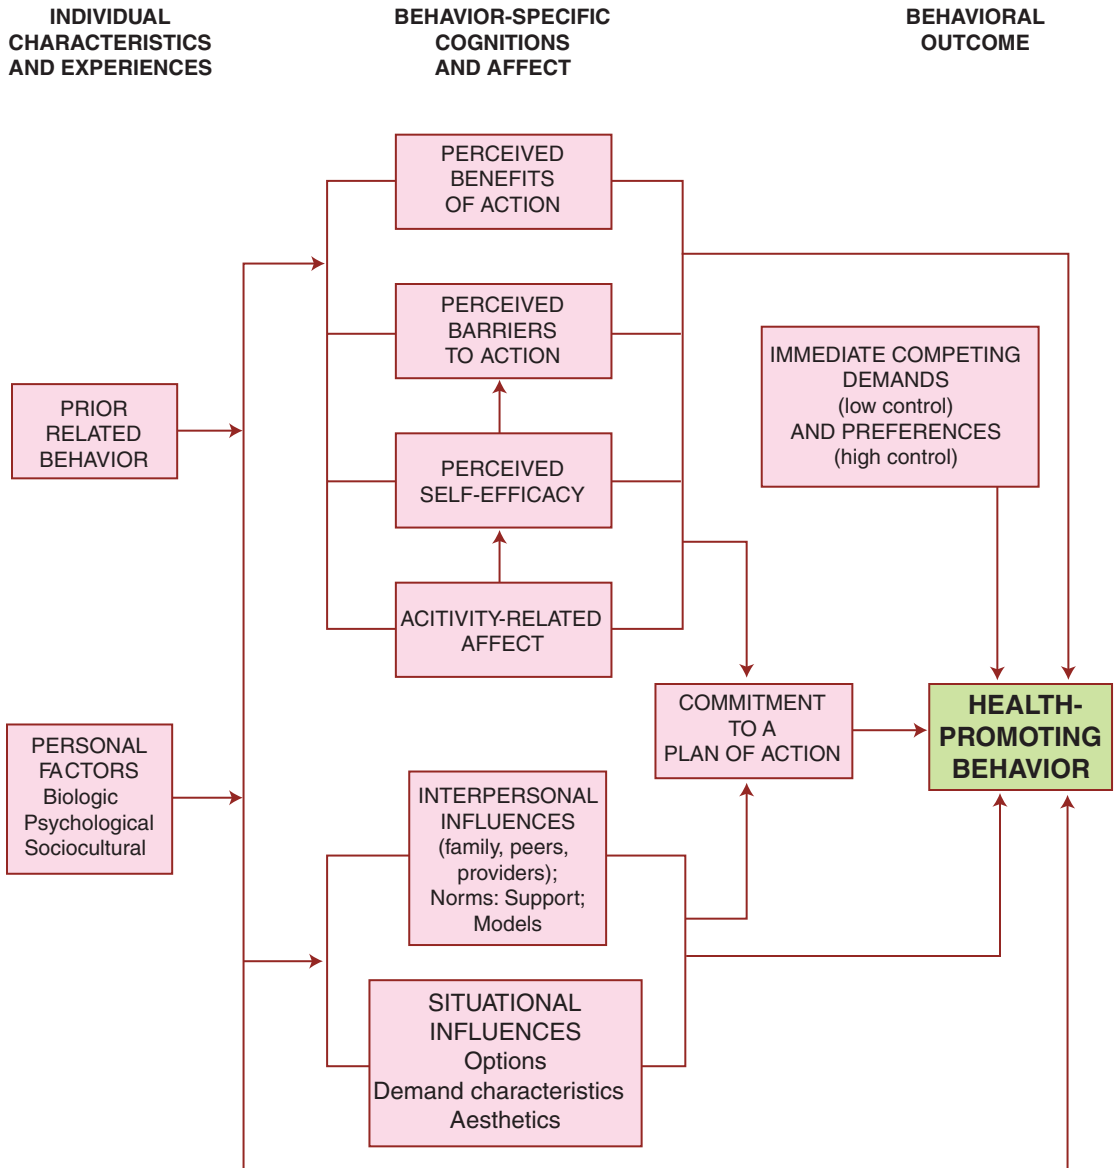 INDIVIDUAL
CHARACTERISTICS
AND EXPERIENCES
BEHAVIOR-SPECIFIC
COGNITIONS
AND AFFECT
BEHAVIORAL
OUTCOME
PERCEIVED
BENEFITS
OF ACTION
PERCEIVED
BARRIERS
TO ACTION
IMMEDIATE COMPETING
DEMANDS
(low control)
AND PREFERENCES
(high control)
PRIOR
RELATED
BEHAVIOR
PERCEIVED
SELF-EFFICACY
ACITIVITY-RELATED
AFFECT
COMMITMENT
TO A
PLAN OF ACTION
HEALTH-
PROMOTING
BEHAVIOR
PERSONAL
FACTORS
Biologic
Psychological
Sociocultural
INTERPERSONAL
INFLUENCES
(family, peers,
providers);
Norms: Support;
Models
SITUATIONAL
INFLUENCES
Options
Demand characteristics
Aesthetics